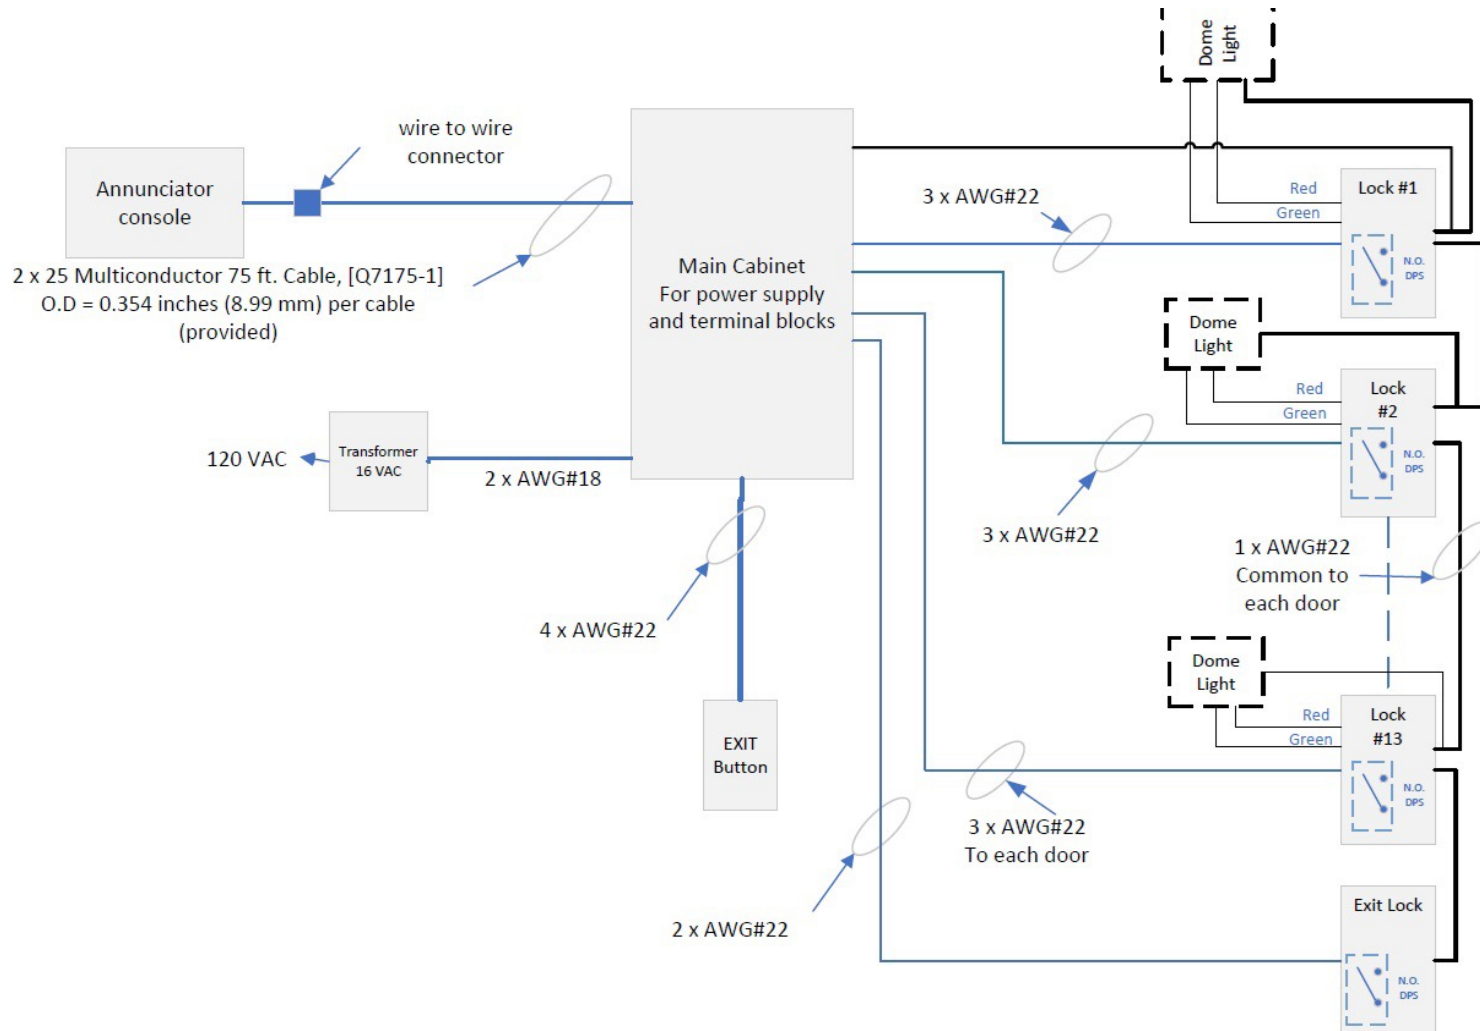 Dome
Light
wire to wire
connector
Annunciator
console
2 x 25 Multiconductor 75 ft. Cable, [Q7175-1]
O.D = 0.354 inches (8.99 mm) per cable
(provided)
Main Cabinet
For power supply
and terminal blocks
3 x AWG#22
Red
Green
Lock #1
N.O.
DPS
Dome
Light
Red
Green
Lock
#2
N.O.
DPS
120 VAC
Transformer
16 VAC
2 x AWG#18
3 x AWG#22
1 x AWG#22
Common to
each door
4 x AWG#22
EXIT
Button
Dome
Light
Red
Green
Lock
#13
N.O.
DPS
3 x AWG#22
To each door
2 x AWG#22
Exit Lock
N.O.
DPS